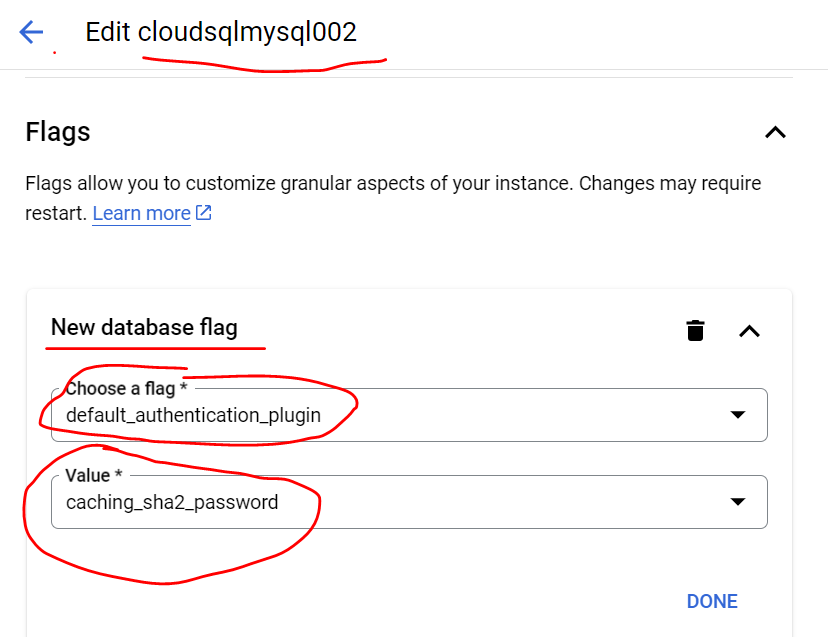 Edit cloudsqlmysql002
Flags
Flags allow you to customize granular aspects of your instance. Changes may require
restart. Learn more
New database flag
Choose a flag *
default_authentication_plugin
Value *
caching_sha2_password
DONE